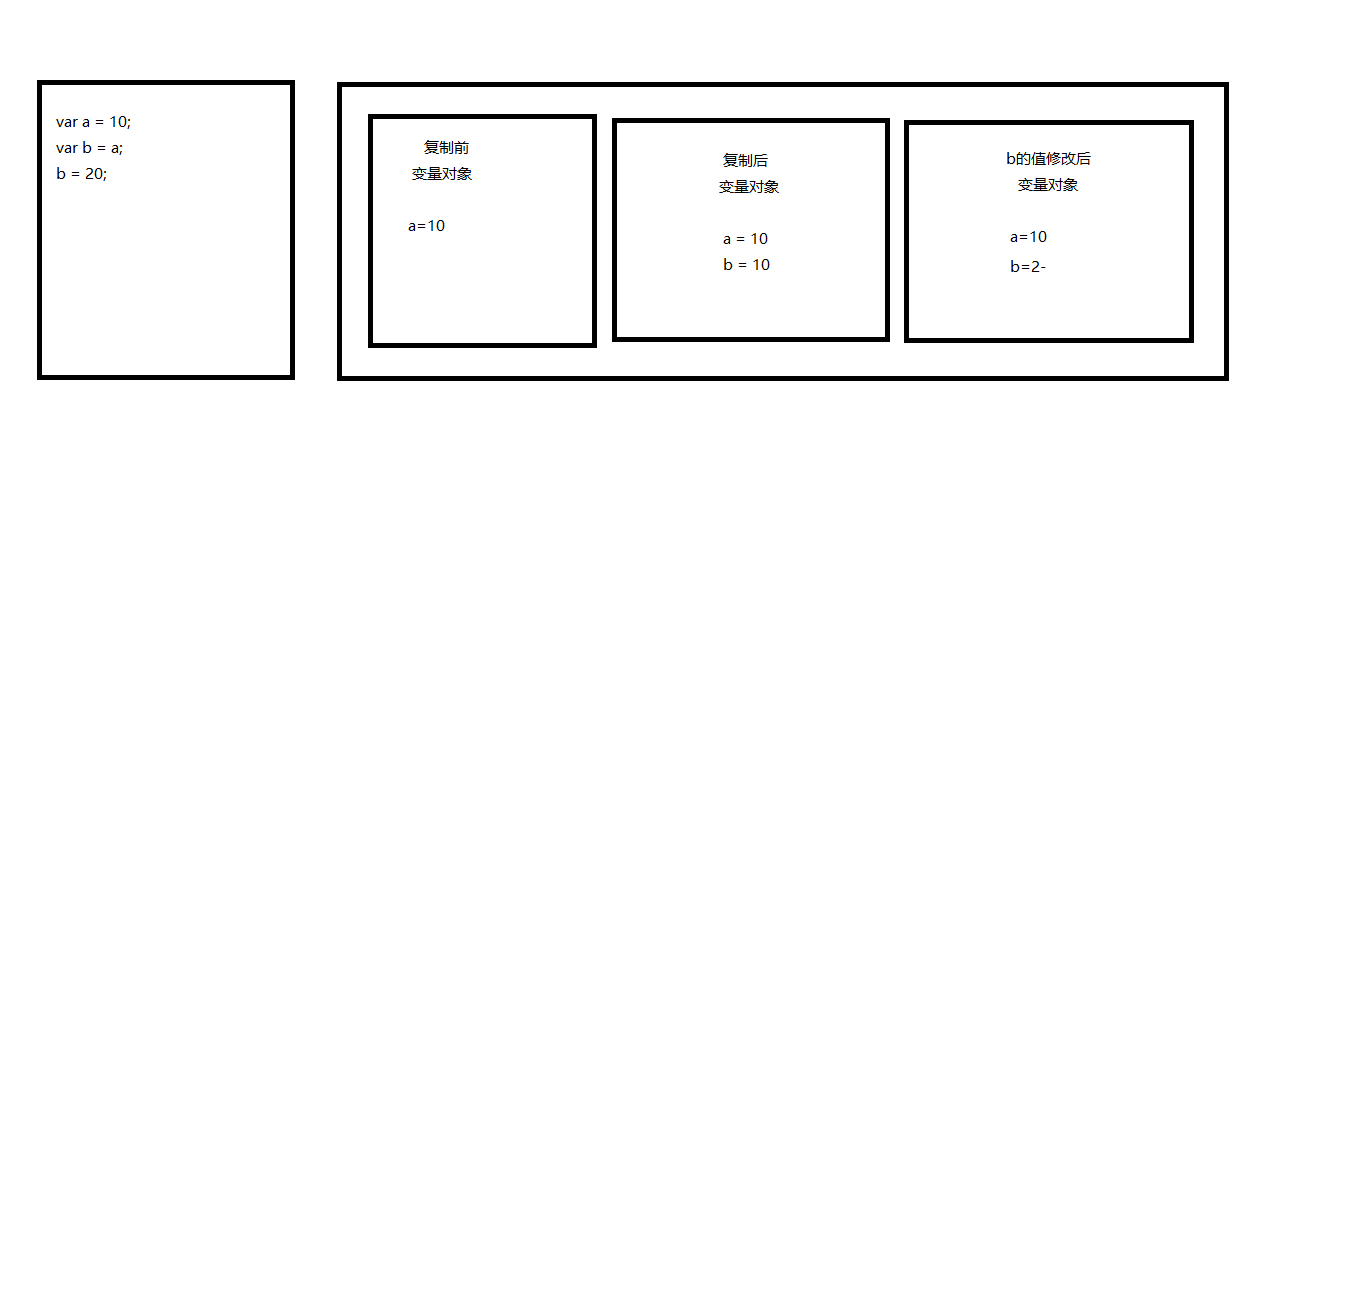 var a = 10;
var b = a;
b = 20;
复制前
变量对象
a=10
复制后
变量对象
a = 10
b = 10
b的值修改后
变量对象
a=10
b=2-